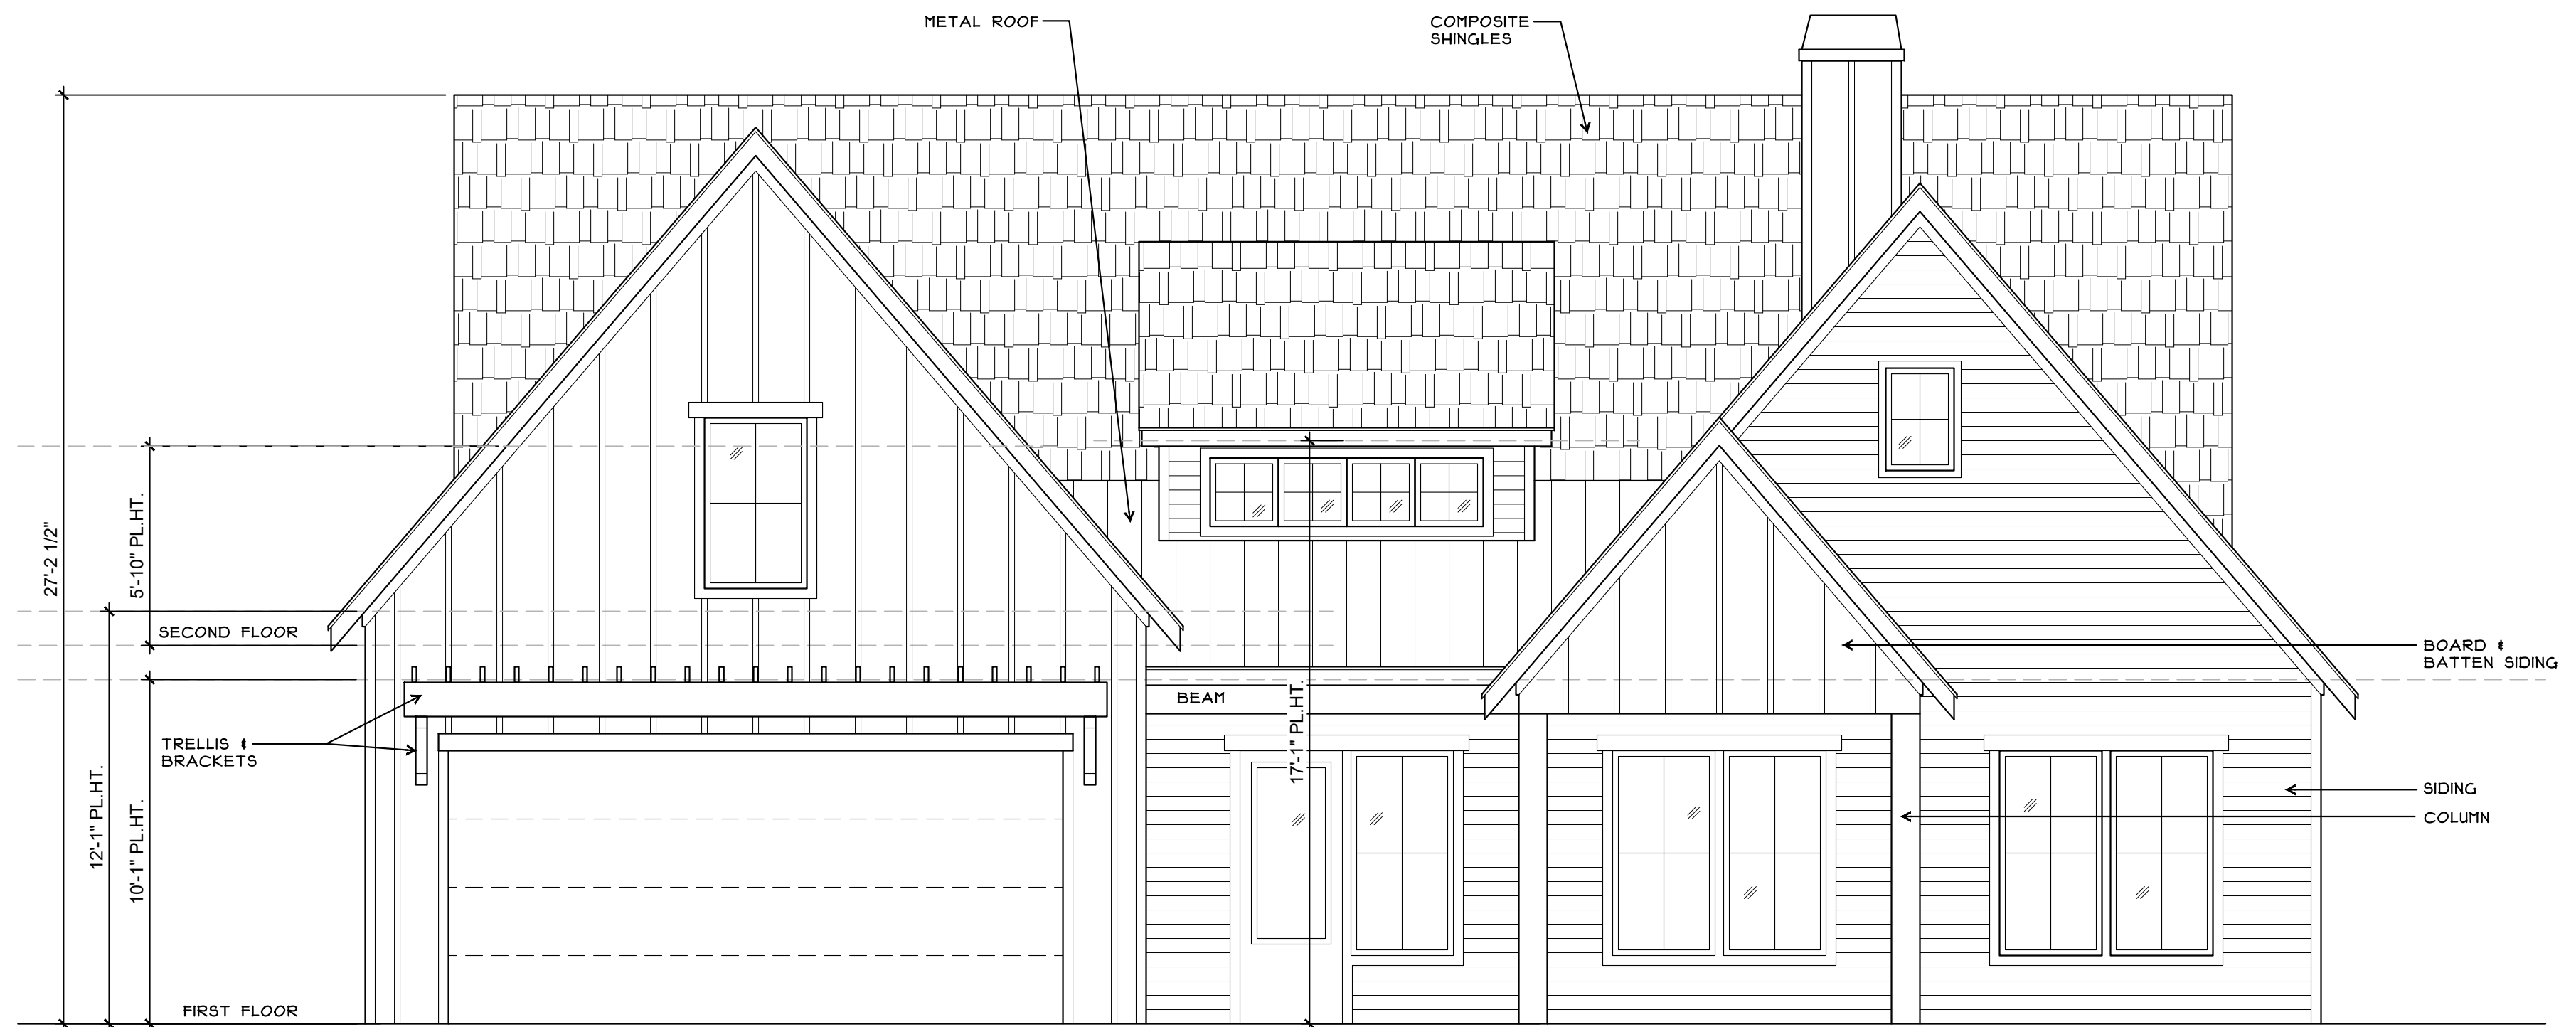 METAL ROOF
COMPOSITE
SHINGLES
27'-2 1/2"
5'-10" PL.HT.
SECOND FLOOR
BOARD &
BATTEN SIDING
BEAM
17'-1" PL.HT.
TRELLIS &
BRACKETS
12'-1" PL.HT.
10'-1" PL.HT.
SIDING
COLUMN
FIRST FLOOR